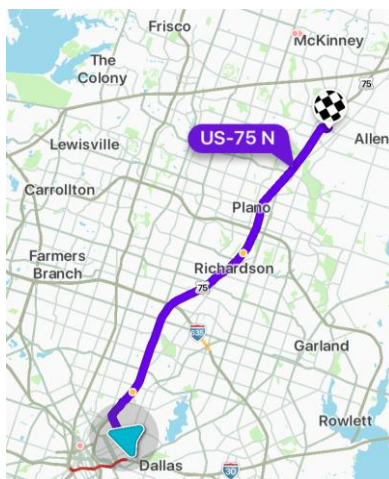 Frisco
McKinney
The
Colony
75
US-75 N
Allen
Lewisville
Carrollton
Plano
Farmers
Branch
Richardson
75
635
Garland
Rowlett
Dallas
30